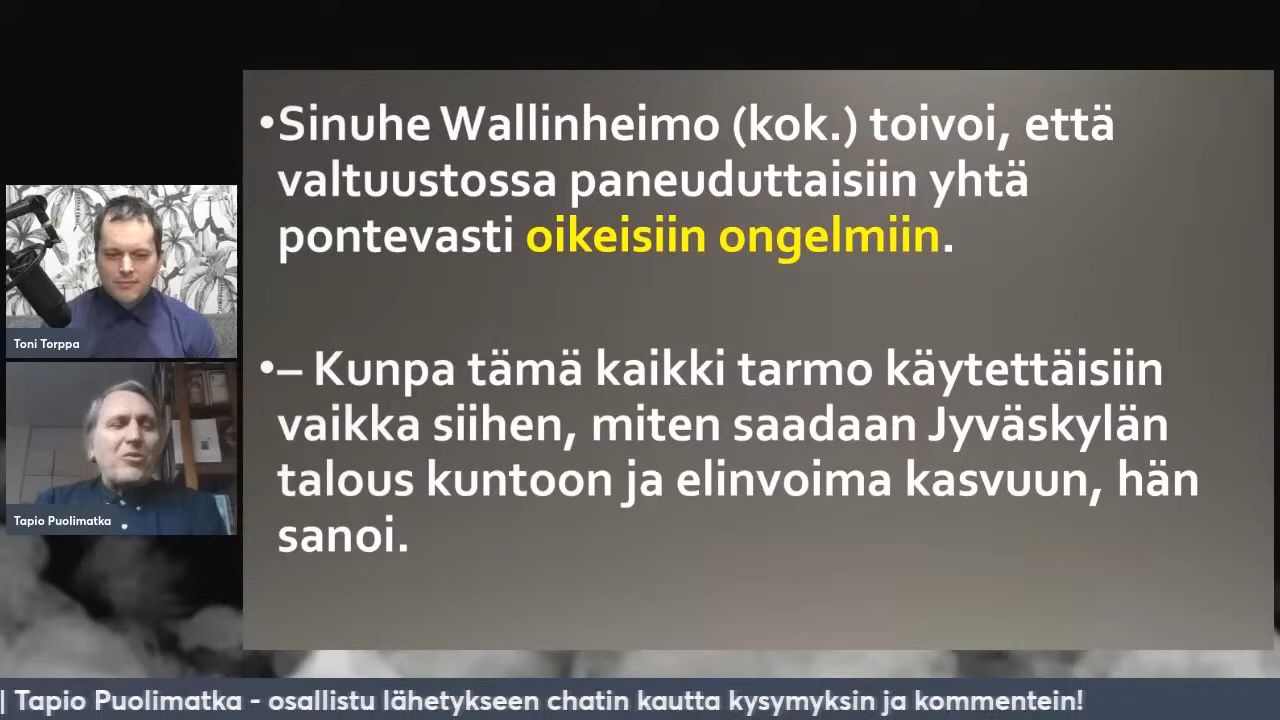 •Sinuhe Wallinheimo (kok.) toivoi, että
valtuustossa paneuduttaisiin yhtä
pontevasti oikeisiin ongelmiin.
•– Kunpa tämä kaikki tarmo käytettäisiin
vaikka siihen, miten saadaan Jyväskylän
talous kuntoon ja elinvoima kasvuun, hän
sanoi.
Toni Torppa
Tapio Puolimatka
| Tapio Puolimatka - osallistu lähetykseen chatin kautta kysymyksin ja kommentein!